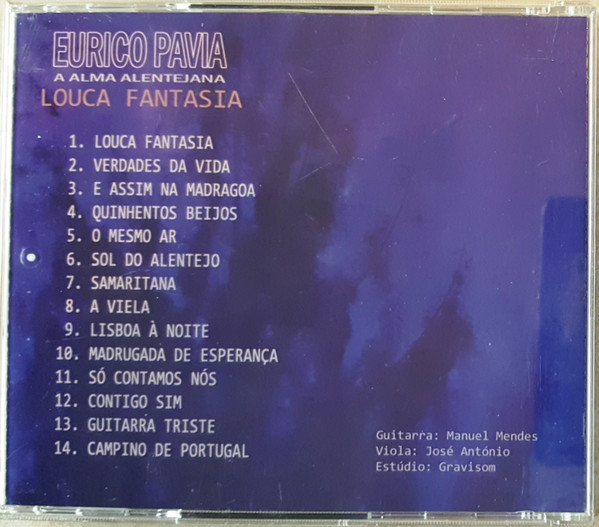 EURICO PAVIA
A ALMA ALENTEJANA
LOUCA FANTASIA
1. LOUCA FANTASIA
2. VERDADES DA VIDA
3. E ASSIM NA MADRAGOA
4. QUINHENTOS BEIJOS
5. O MESMO AR
6. SOL DO ALENTEJO
7. SAMARITANA
8. A VIELA
9. LISBOA À NOITE
10. MADRUGADA DE ESPERANÇA
11. SÓ CONTAMOS NÓS
12. CONTIGO SIM
13. GUITARRA TRISTE
14. CAMPINO DE PORTUGAL
Guitarra: Manuel Mendes
Viola: José António
Estúdio: Gravisom